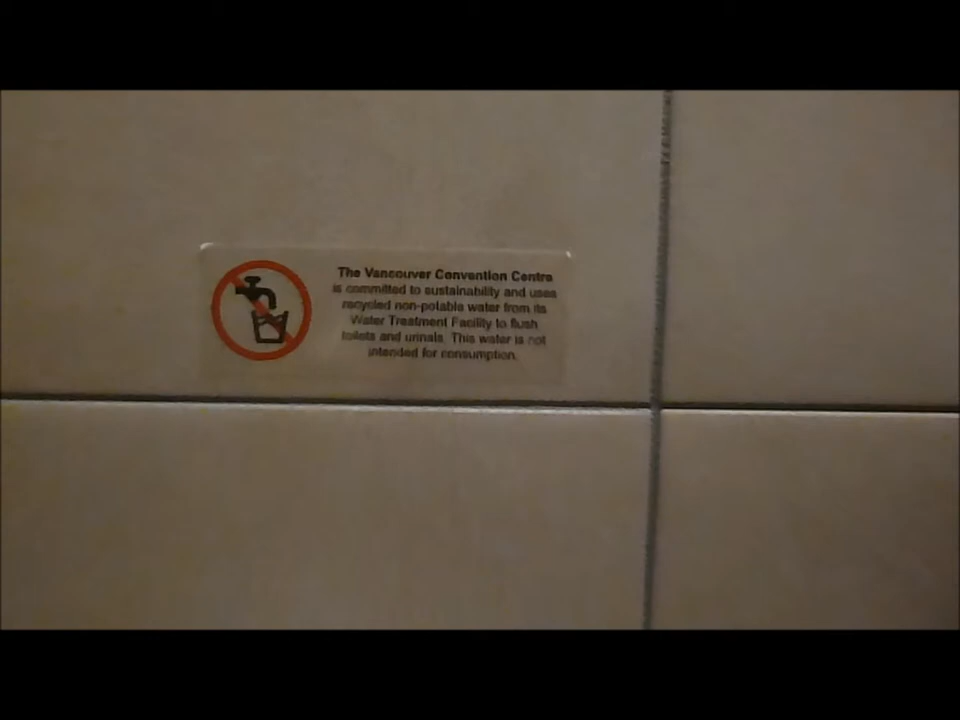 The Vancouver Convention Centre
is committed to sustainability and uses
recycled non-potable water from its
Water Treatment Facility to flush
toilets and urinals. This water is not
intended for consumption.